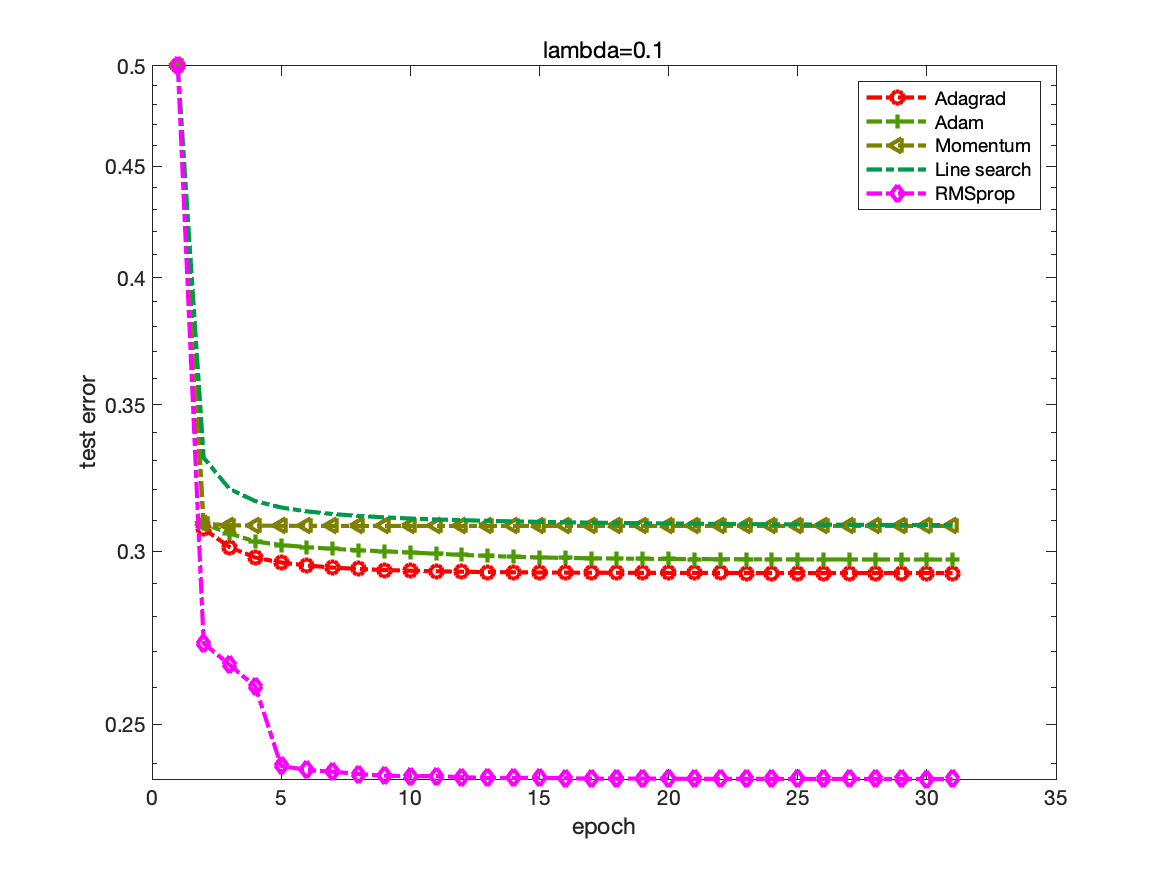 lambda=0.1
0.5
0.45
0.4
0.35
0.3
0.25
test error
Adagrad
Adam
Momentum
Line search
RMSprop
0 5 10 15 20 25 30 35
epoch